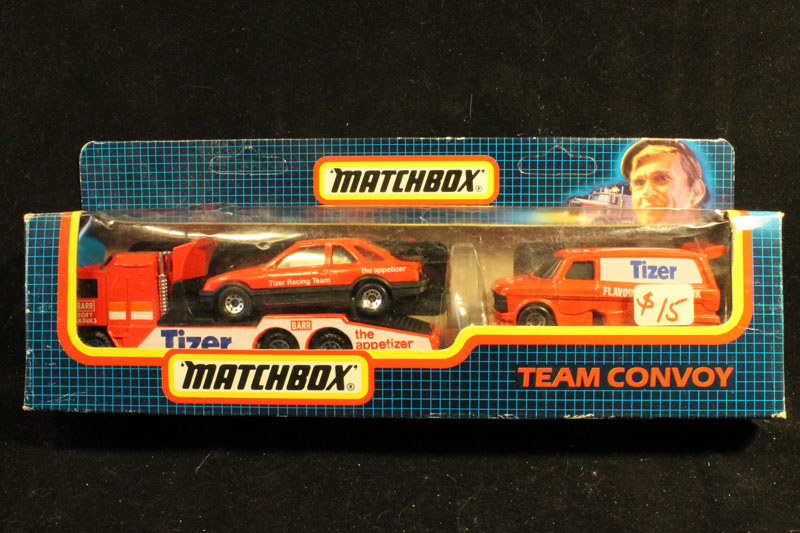 MATCHBOX®
Tizer
the appetizer
Tizer Racing Team
FLAVOU
$15
BARR
SOFT
DRINKS
BARR
Tizer
the
appetizer
MATCHBOX®
TEAM CONVOY